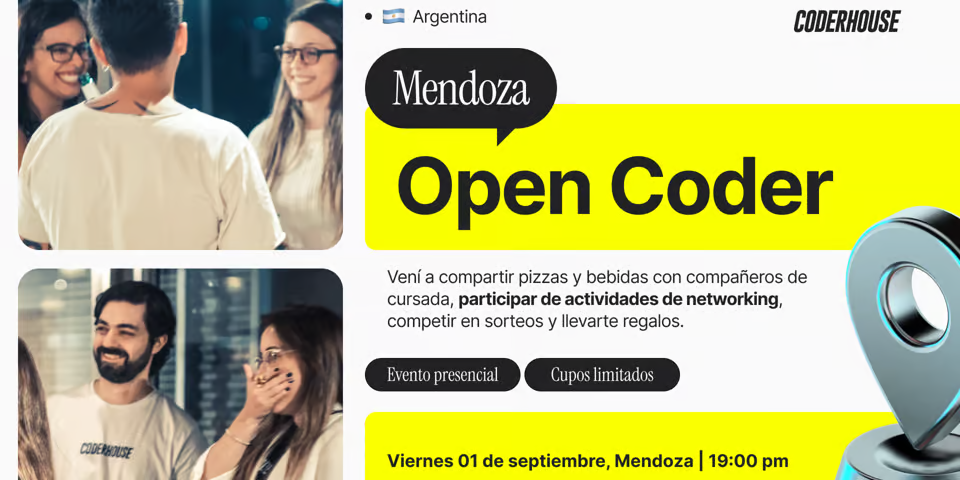 Argentina
CODERHOUSE
Mendoza
Open Coder
Vení a compartir pizzas y bebidas con compañeros de
cursada, participar de actividades de networking,
competir en sorteos y llevarte regalos.
Evento presencial
Cupos limitados
CODERHOUSE
Viernes 01 de septiembre, Mendoza | 19:00 pm